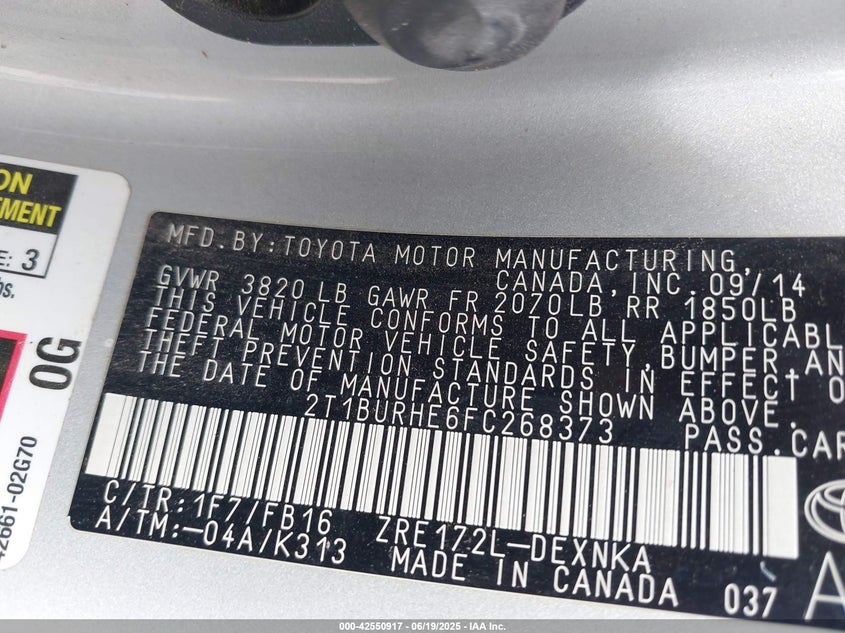 ON
TMENT
E: 3
bs.
OG
42661-02G70
MFD. BY: TOYOTA MOTOR MANUFACTURING,
CANADA, INC. 09/14
GVWR 3820 LB GAWR FR 2070LB RR 1850LB
THIS VEHICLE CONFORMS TO ALL APPLICABL
FEDERAL MOTOR VEHICLE SAFETY, BUMPER, AN
THEFT PREVENTION STANDARDS IN EFFECT O
THE DATE OF MANUFACTURE SHOWN
2T1BURHE6FC268373 PASS. CAR
C/TR: 1F7/FB16 ZRE172L-DEXNKA
A/TM:-04A/K313 MADE IN CANADA 037
A
000-42550917 - 06/19/2025 - IAA Inc.